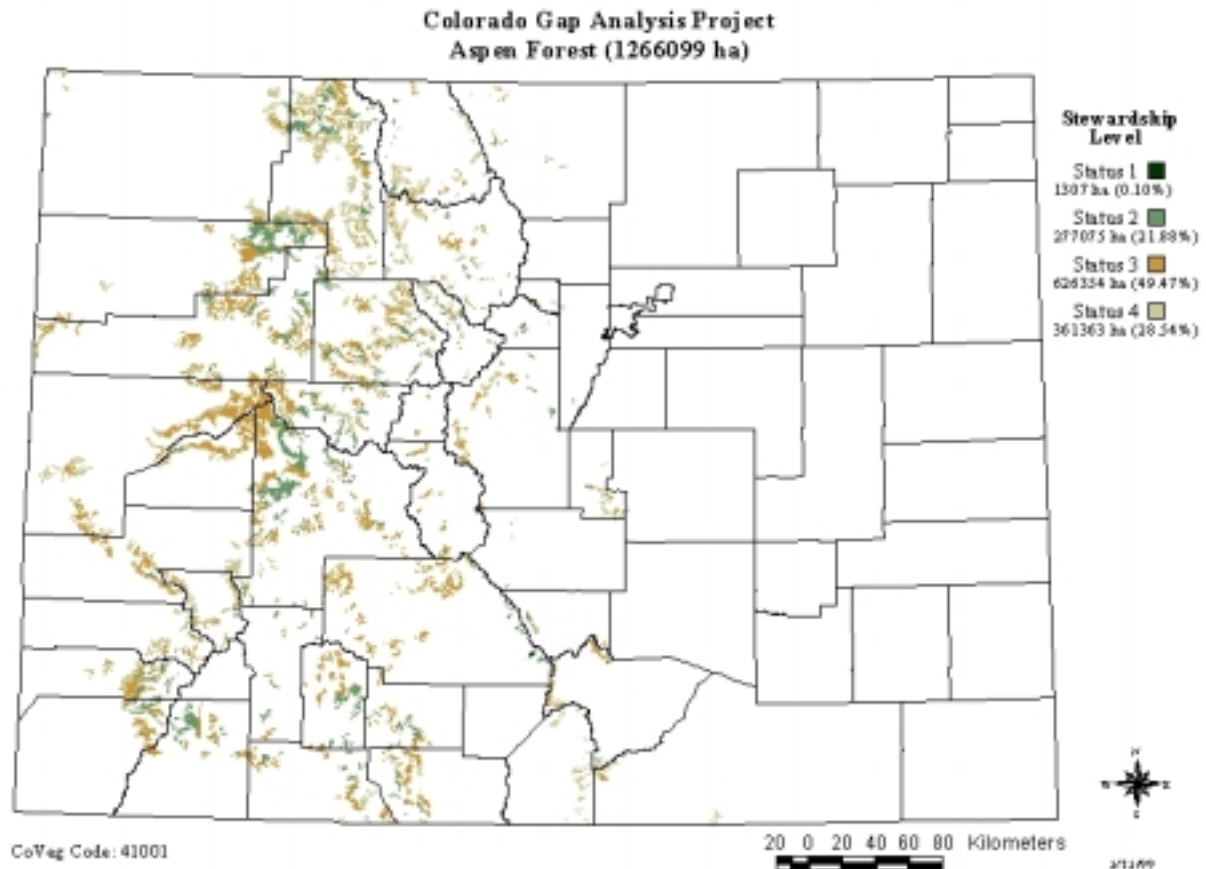 Colorado Gap Analysis Project
Aspen Forest (1266099 ha)
Stewardship
Level
Status 1
1307 ha (0.10%)
Status 2
277075 ha (21.88%)
Status 3
626354 ha (49.47%)
Status 4
361363 ha (28.54%)
N
W E
S
CoVeg Code: 41001
20 0 20 40 60 80 Kilometers